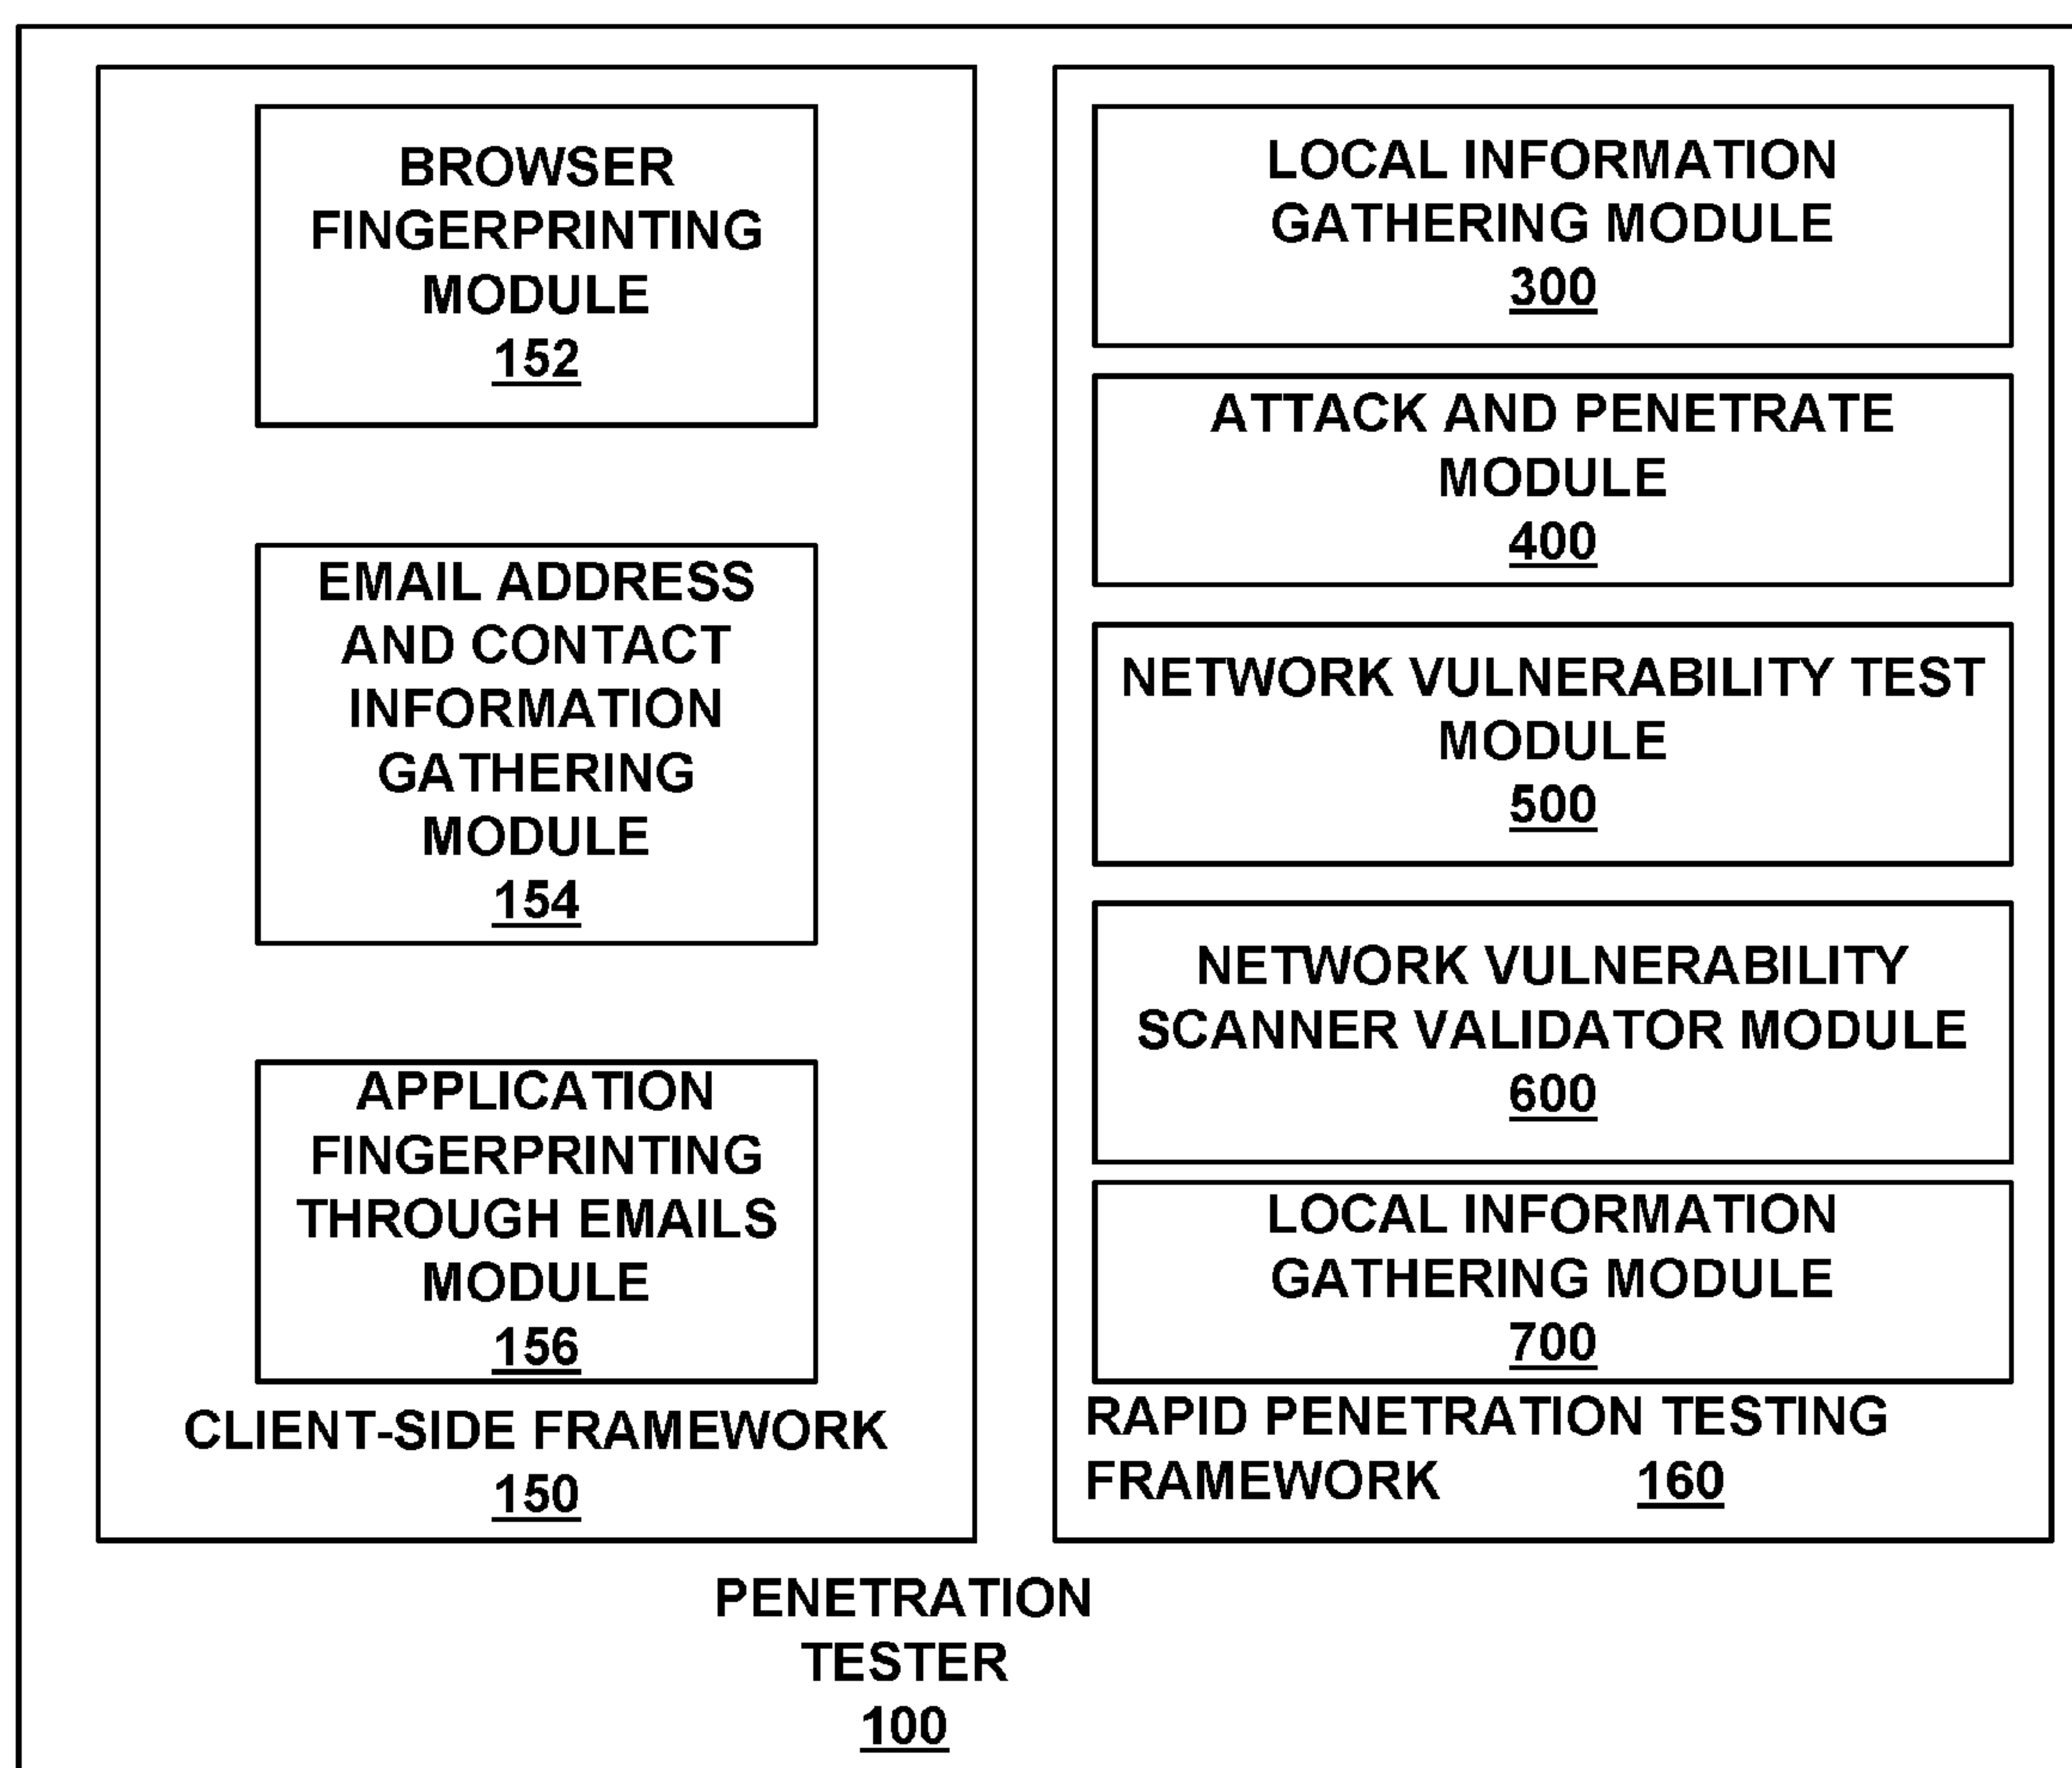 BROWSER
FINGERPRINTING
MODULE
152
EMAIL ADDRESS
AND CONTACT
INFORMATION
GATHERING
MODULE
154
APPLICATION
FINGERPRINTING
THROUGH EMAILS
MODULE
156
CLIENT-SIDE FRAMEWORK
150
LOCAL INFORMATION
GATHERING MODULE
300
ATTACK AND PENETRATE
MODULE
400
NETWORK VULNERABILITY TEST
MODULE
500
NETWORK VULNERABILITY
SCANNER VALIDATOR MODULE
600
LOCAL INFORMATION
GATHERING MODULE
700
RAPID PENETRATION TESTING
FRAMEWORK 160
PENETRATION
TESTER
100